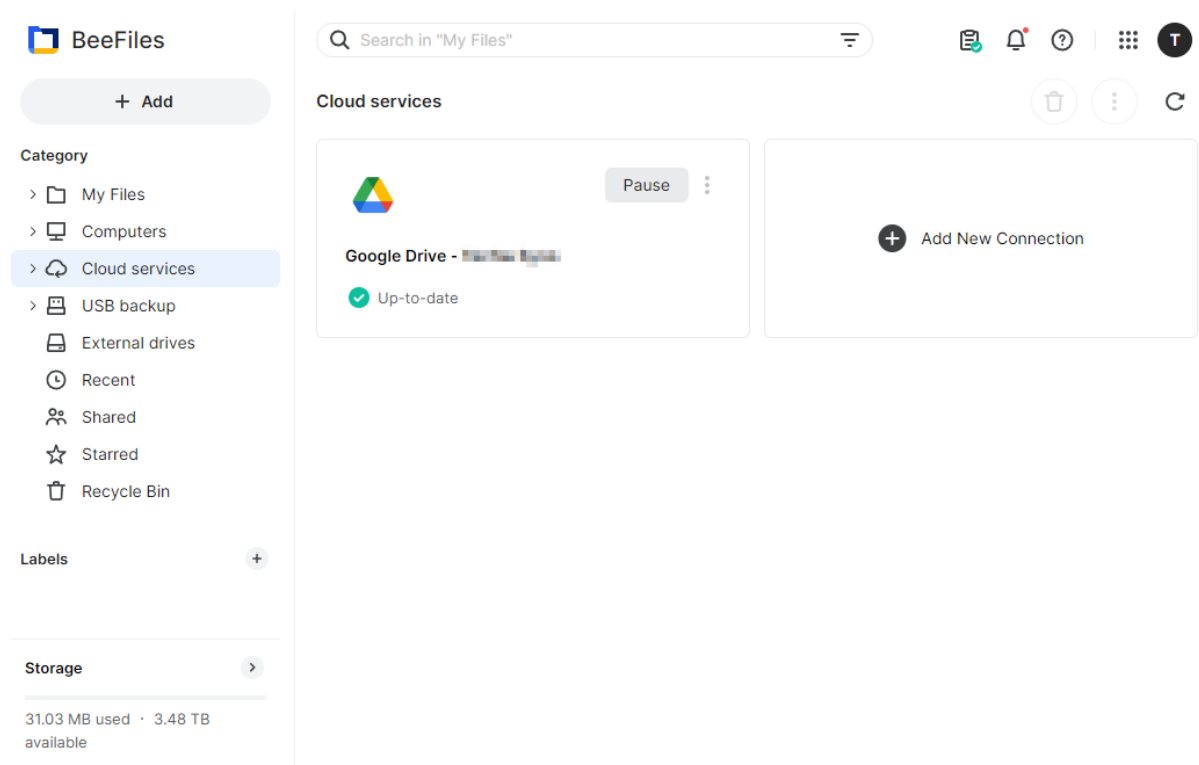 BeeFiles
Search in "My Files"
T
+ Add
Cloud services
Category
My Files
Computers
Cloud services
USB backup
External drives
Recent
Shared
Starred
Recycle Bin
Pause
Google Drive -
Up-to-date
Add New Connection
Labels
Storage
31.03 MB used · 3.48 TB
available